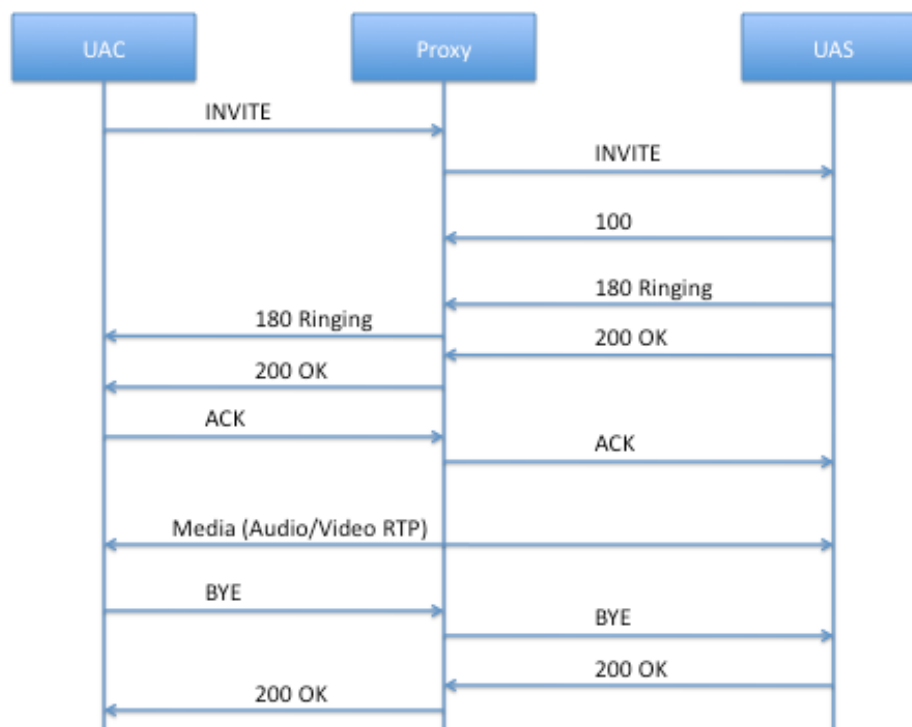 UAC
Proxy
UAS
INVITE
INVITE
100
180 Ringing
180 Ringing
200 OK
200 OK
ACK
ACK
Media (Audio/Video RTP)
BYE
BYE
200 OK
200 OK